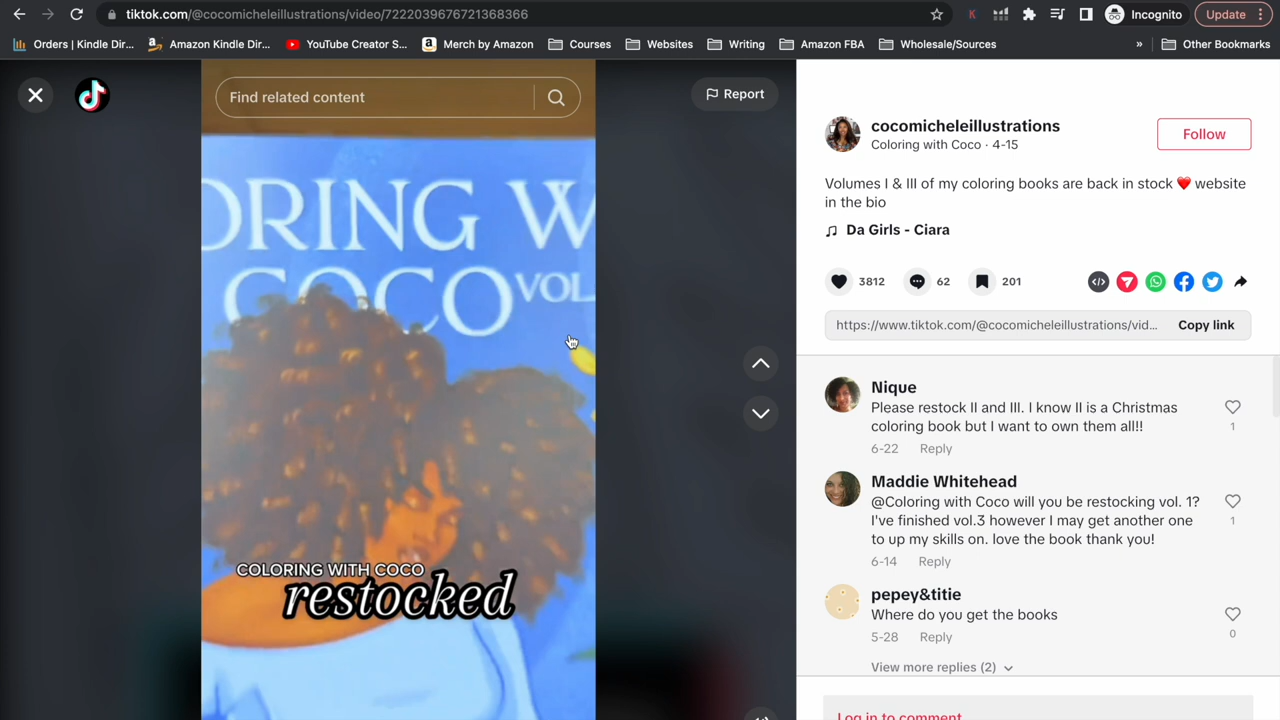 tiktok.com/@cocomicheleillustrations/video/7222039676721368366
Incognito
Update
Orders | Kindle Dir...
Amazon Kindle Dir...
YouTube Creator S...
Merch by Amazon
Courses
Websites
Writing
Amazon FBA
Wholesale/Sources
»
Other Bookmarks
Find related content
Report
ORING W
COCO VOL
COLORING WITH COCO
restocked
cocomicheleillustrations
Coloring with Coco · 4-15
Follow
Volumes I & III of my coloring books are back in stock ❤️ website
in the bio
Da Girls - Ciara
3812
62
201
https://www.tiktok.com/@cocomicheleillustrations/vid...
Copy link
Nique
Please restock II and III. I know II is a Christmas
coloring book but I want to own them all!!
6-22 Reply
1
Maddie Whitehead
@Coloring with Coco will you be restocking vol. 1?
I've finished vol.3 however I may get another one
to up my skills on. love the book thank you!
6-14 Reply
1
pepey&titie
Where do you get the books
5-28 Reply
0
View more replies (2)
Log in to comment